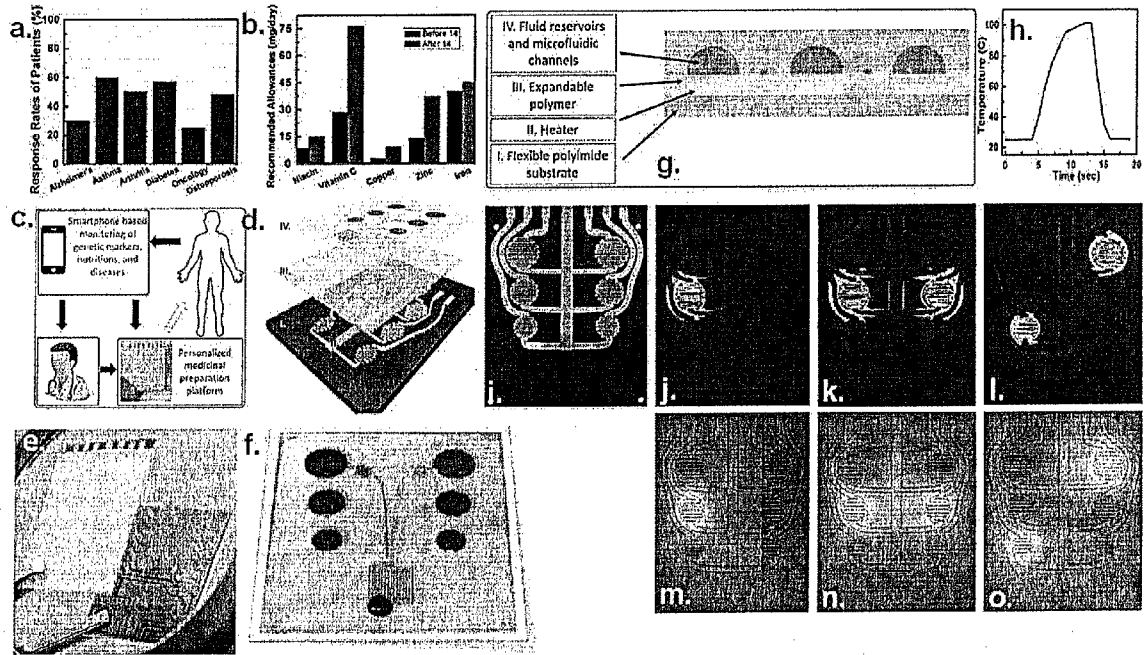 a.
Response Rates of Patients (%)
100
80
60
40
20
0
Alzheimer's
Asthma
Arthritis
Diabetes
Oncology
Ostoporosis
b.
Recommended Allowances (mg/day)
75
60
45
30
15
0
Before 14
After 14
Niacin
Vitamin C
Copper
Zinc
Iron
IV. Fluid reservoirs
and microfluidic
channels
III. Expandable
polymer
II. Heater
I. Flexible polyimide
substrate
g.
h.
Temperature (C)
100
80
60
40
20
0
5
10
15
20
Time (sec)
c.
Smartphone based
monitoring of
genetic markers,
nutritions, and
diseases
Personalized
medicinal
preparation
platform
d.
IV.
III.
i.
j.
k.
l.
e.
f.
m.
n.
o.